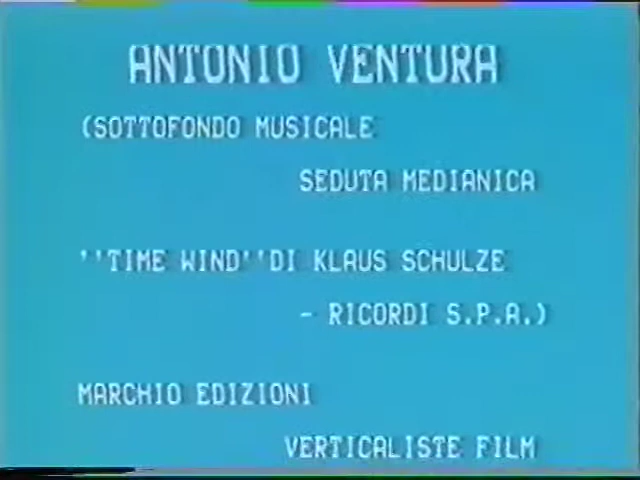 ANTONIO VENTURA
(SOTTOFONDO MUSICALE
SEDUTA MEDIANICA
''TIME WIND''DI KLAUS SCHULZE
- RICORDI S.P.A.)
MARCHIO EDIZIONI
VERTICALISTE FILM